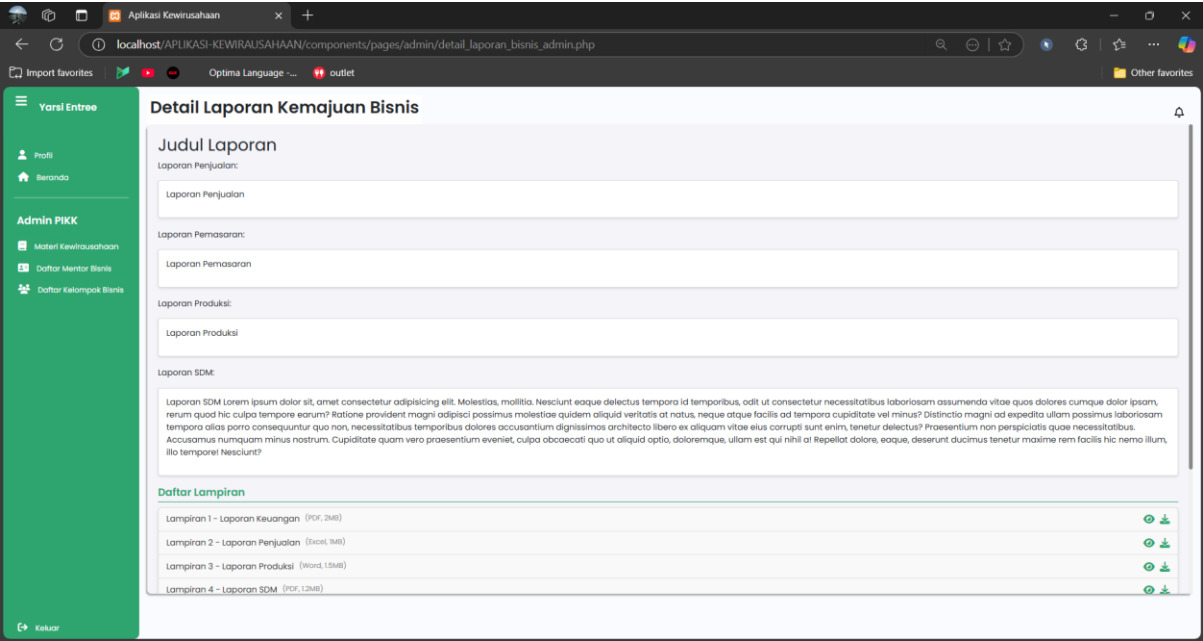 Aplikasi Kewirusahaan
localhost/APLIKASI-KEWIRAUSAHAAN/components/pages/admin/detail_laporan_bisnis_admin.php
Import favorites
Optima Language -...
outlet
Other favorites
Yarsi Entree
Profil
Beranda
Admin PIKK
Materi Kewirausahaan
Daftar Mentor Bisnis
Daftar Kelompok Bisnis
Keluar
Detail Laporan Kemajuan Bisnis
Judul Laporan
Laporan Penjualan:
Laporan Penjualan
Laporan Pemasaran:
Laporan Pemasaran
Laporan Produksi:
Laporan Produksi
Laporan SDM:
Laporan SDM Lorem ipsum dolor sit, amet consectetur adipisicing elit. Molestias, mollitia. Nesciunt eaque delectus tempora id temporibus, odit ut consectetur necessitatibus laboriosam assumenda vitae quos dolores cumque dolor ipsam,
rerum quod hic culpa tempore earum? Ratione provident magni adipisci possimus molestiae quidem aliquid veritatis at natus, neque atque facilis ad tempora cupiditate vel minus? Distinctio magni ad expedita ullam possimus laboriosam
tempora alias porro consequuntur quo non, necessitatibus temporibus dolores accusantium dignissimos architecto libero ex aliquam vitae eius corrupti sunt enim, tenetur delectus? Praesentium non perspiciatis quae necessitatibus.
Accusamus numquam minus nostrum. Cupiditate quam vero praesentium eveniet, culpa obcaecati quo ut aliquid optio, doloremque, ullam est qui nihil a! Repellat dolore, eaque, deserunt ducimus tenetur maxime rem facilis hic nemo illum,
illo tempore! Nesciunt?
Daftar Lampiran
Lampiran 1 - Laporan Keuangan (PDF, 2MB)
Lampiran 2 - Laporan Penjualan (Excel, 1MB)
Lampiran 3 - Laporan Produksi (Word, 1.5MB)
Lampiran 4 - Laporan SDM (PDF, 1.2MB)